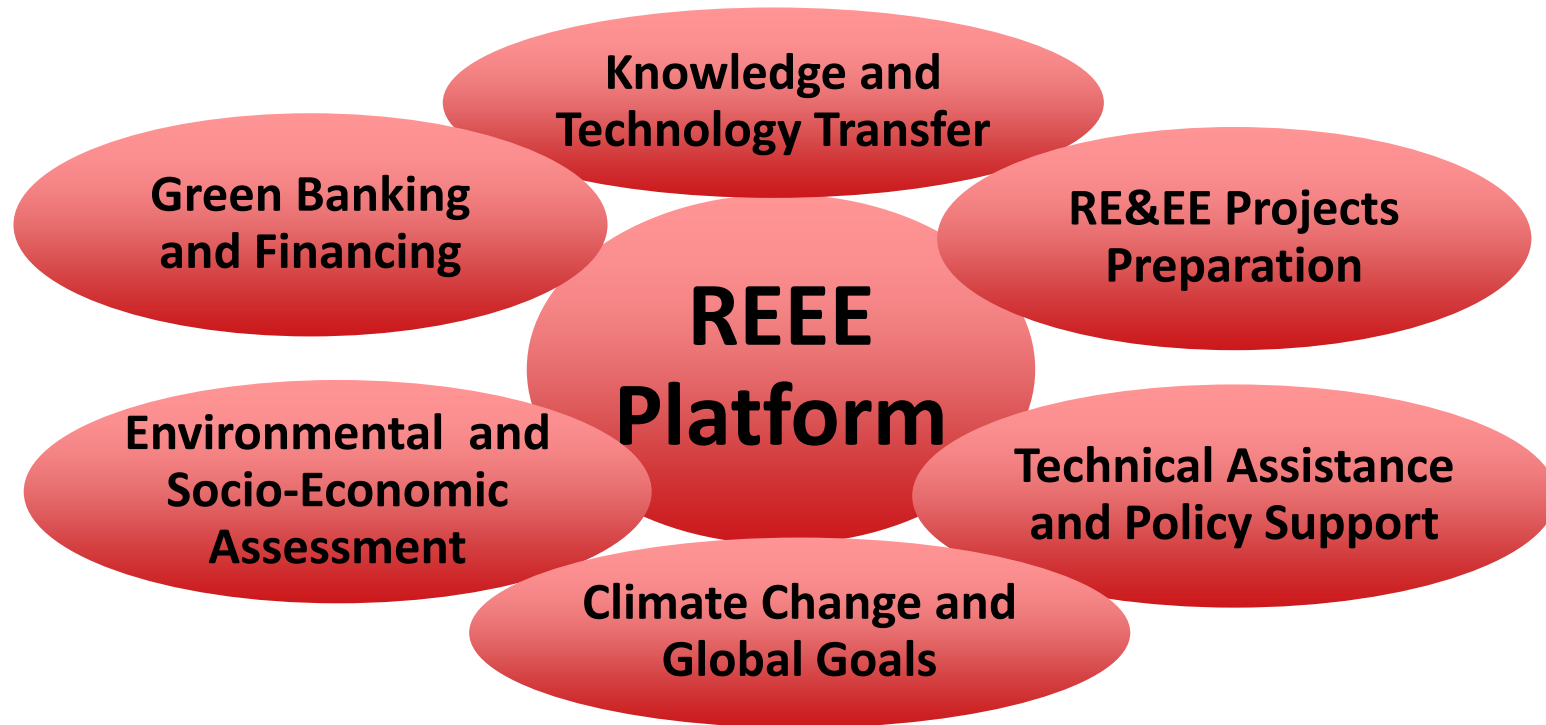 Knowledge and
Technology Transfer
Green Banking
and Financing
RE&EE Projects
Preparation
REEE
Platform
Environmental and
Socio-Economic
Assessment
Technical Assistance
and Policy Support
Climate Change and
Global Goals